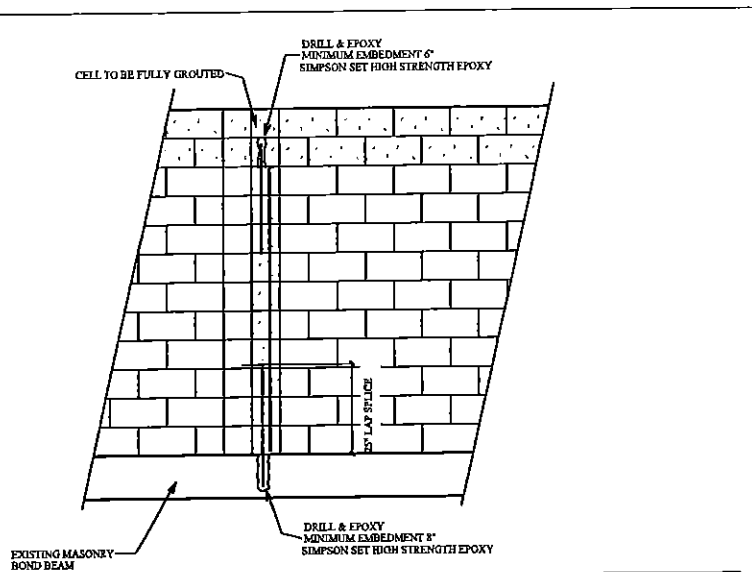 DRILL & EPOXY
MINIMUM EMBEDMENT 6"
SIMPSON SET HIGH STRENGTH EPOXY
CELL TO BE FULLY GROUTED
25" LAP SPLICE
DRILL & EPOXY
MINIMUM EMBEDMENT 8"
SIMPSON SET HIGH STRENGTH EPOXY
EXISTING MASONRY
BOND BEAM